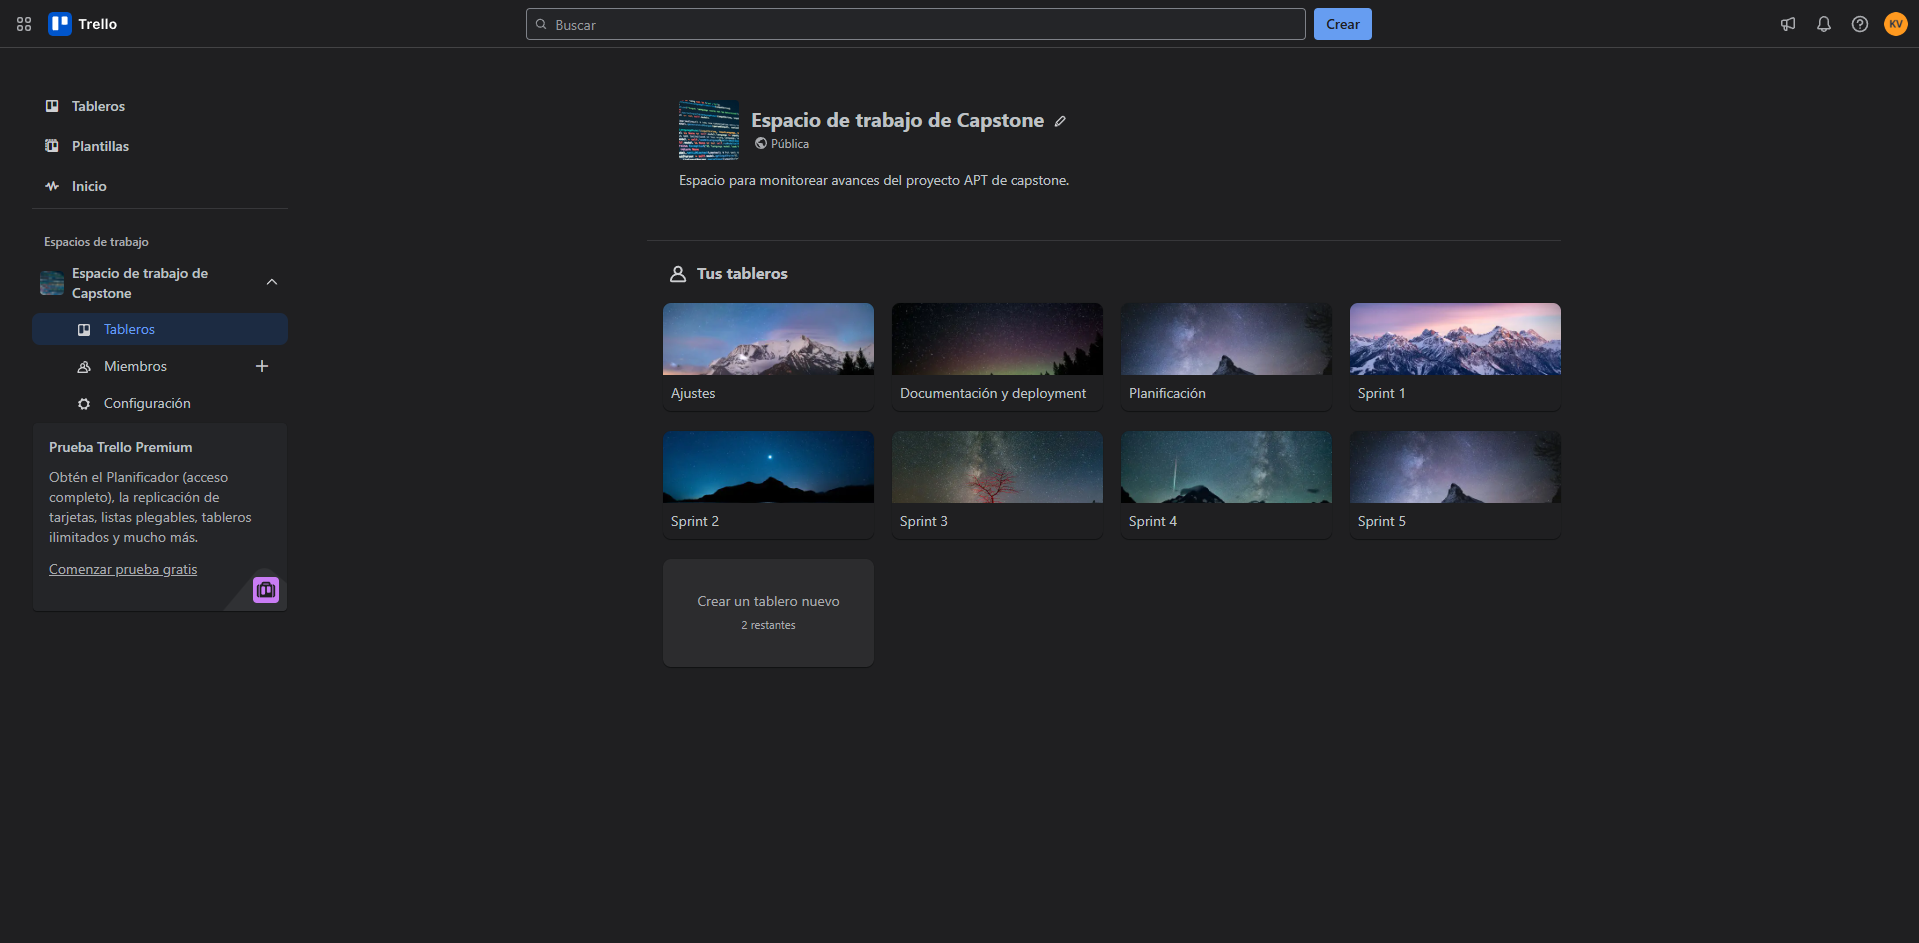 Trello
Buscar
Crear
KV
Tableros
Plantillas
Inicio
Espacios de trabajo
Espacio de trabajo de
Capstone
Tableros
Miembros
Configuración
Prueba Trello Premium
Obtén el Planificador (acceso
completo), la replicación de
tarjetas, listas plegables, tableros
ilimitados y mucho más.
Comenzar prueba gratis
Espacio de trabajo de Capstone
Pública
Espacio para monitorear avances del proyecto APT de capstone.
Tus tableros
Ajustes
Documentación y deployment
Planificación
Sprint 1
Sprint 2
Sprint 3
Sprint 4
Sprint 5
Crear un tablero nuevo
2 restantes